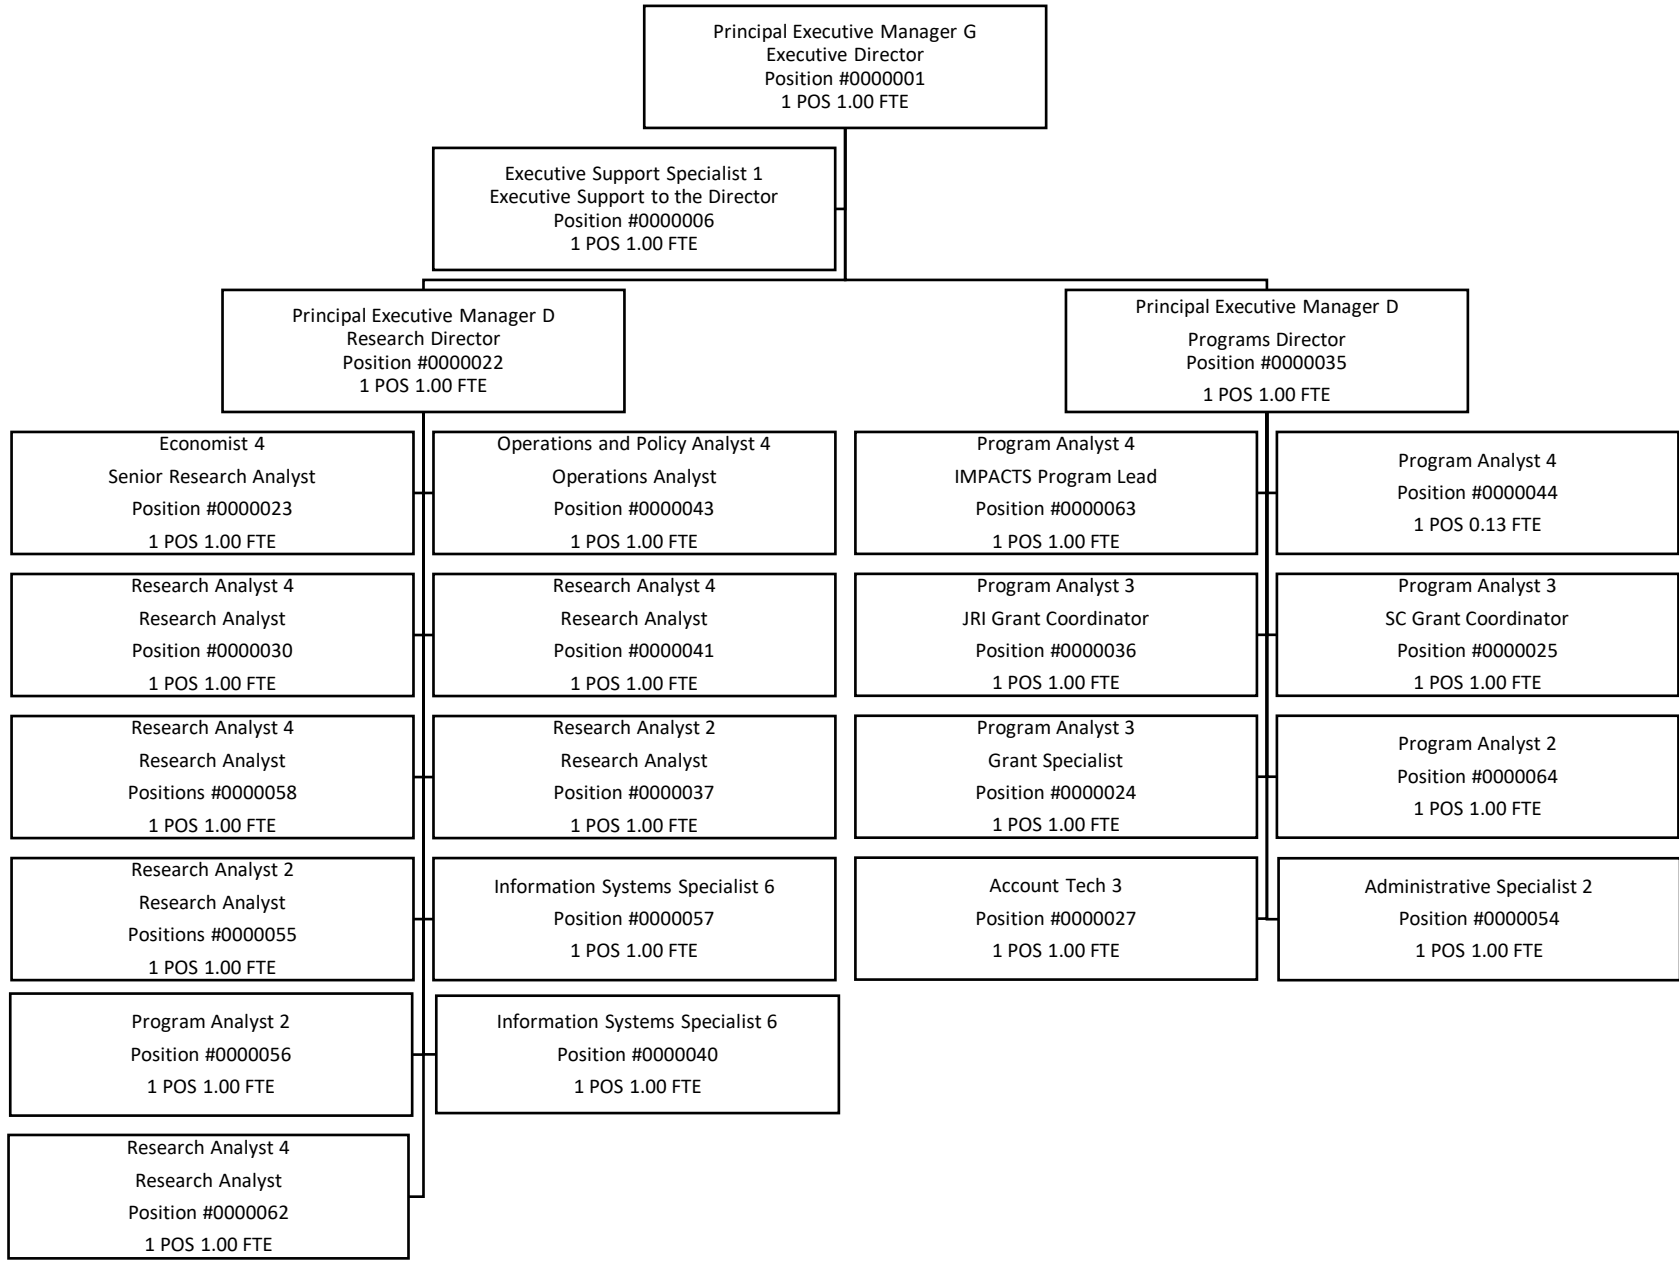 Principal Executive Manager G
Executive Director
Position #0000001
1 POS 1.00 FTE
Executive Support Specialist 1
Executive Support to the Director
Position #0000006
1 POS 1.00 FTE
Principal Executive Manager D
Research Director
Position #0000022
1 POS 1.00 FTE
Principal Executive Manager D
Programs Director
Position #0000035
1 POS 1.00 FTE
Economist 4
Senior Research Analyst
Position #0000023
1 POS 1.00 FTE
Operations and Policy Analyst 4
Operations Analyst
Position #0000043
1 POS 1.00 FTE
Program Analyst 4
IMPACTS Program Lead
Position #0000063
1 POS 1.00 FTE
Program Analyst 4
Position #0000044
1 POS 0.13 FTE
Research Analyst 4
Research Analyst
Position #0000030
1 POS 1.00 FTE
Research Analyst 4
Research Analyst
Position #0000041
1 POS 1.00 FTE
Program Analyst 3
JRI Grant Coordinator
Position #0000036
1 POS 1.00 FTE
Program Analyst 3
SC Grant Coordinator
Position #0000025
1 POS 1.00 FTE
Research Analyst 4
Research Analyst
Positions #0000058
1 POS 1.00 FTE
Research Analyst 2
Research Analyst
Position #0000037
1 POS 1.00 FTE
Program Analyst 3
Grant Specialist
Position #0000024
1 POS 1.00 FTE
Program Analyst 2
Position #0000064
1 POS 1.00 FTE
Research Analyst 2
Research Analyst
Positions #0000055
1 POS 1.00 FTE
Information Systems Specialist 6
Position #0000057
1 POS 1.00 FTE
Account Tech 3
Position #0000027
1 POS 1.00 FTE
Administrative Specialist 2
Position #0000054
1 POS 1.00 FTE
Program Analyst 2
Position #0000056
1 POS 1.00 FTE
Information Systems Specialist 6
Position #0000040
1 POS 1.00 FTE
Research Analyst 4
Research Analyst
Position #0000062
1 POS 1.00 FTE